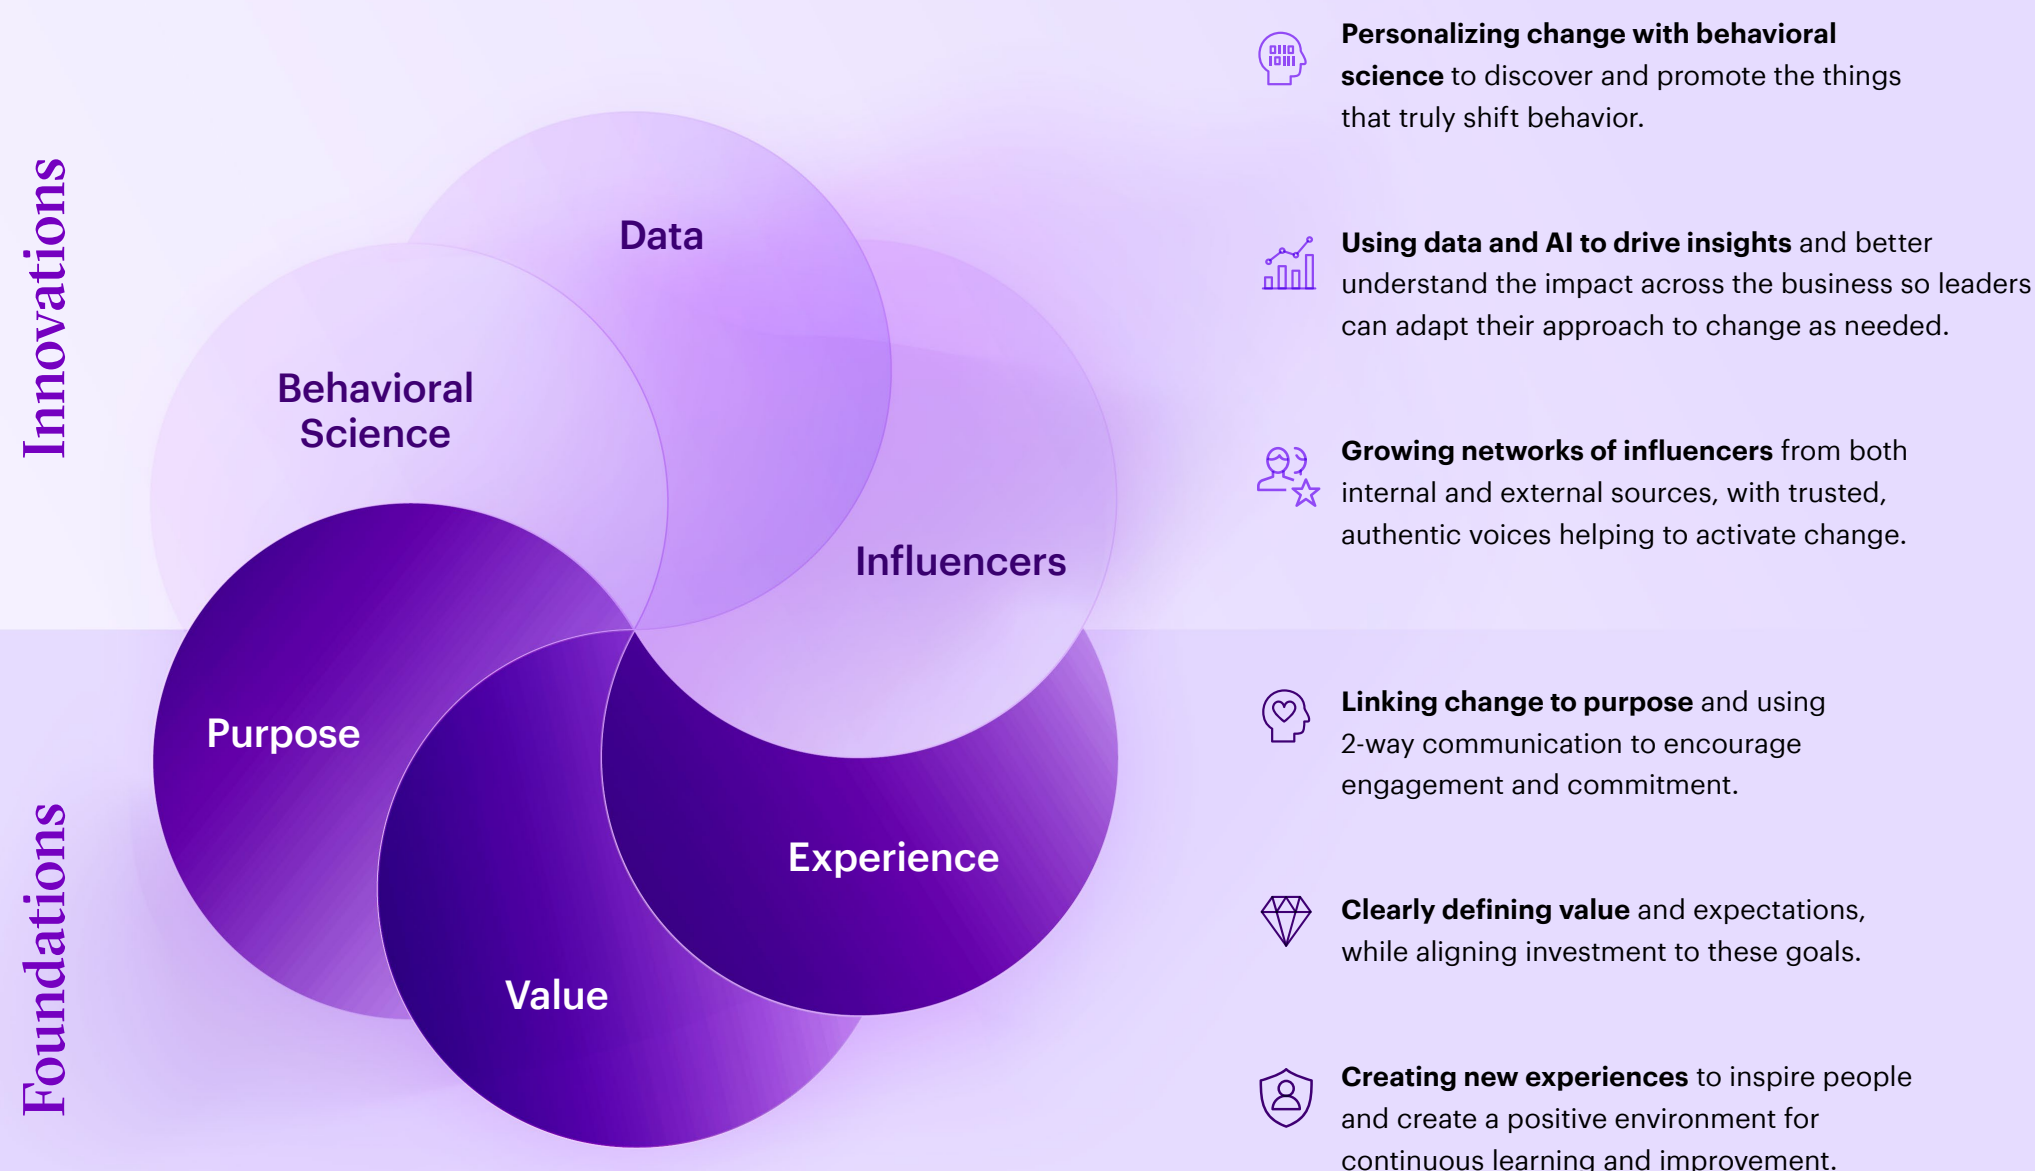 Innovations
Data
Behavioral
Science
Influencers
Personalizing change with behavioral
science to discover and promote the things
that truly shift behavior.
Using data and AI to drive insights and better
understand the impact across the business so leaders
can adapt their approach to change as needed.
Growing networks of influencers from both
internal and external sources, with trusted,
authentic voices helping to activate change.
Foundations
Purpose
Experience
Value
Linking change to purpose and using
2-way communication to encourage
engagement and commitment.
Clearly defining value and expectations,
while aligning investment to these goals.
Creating new experiences to inspire people
and create a positive environment for
continuous learning and improvement.